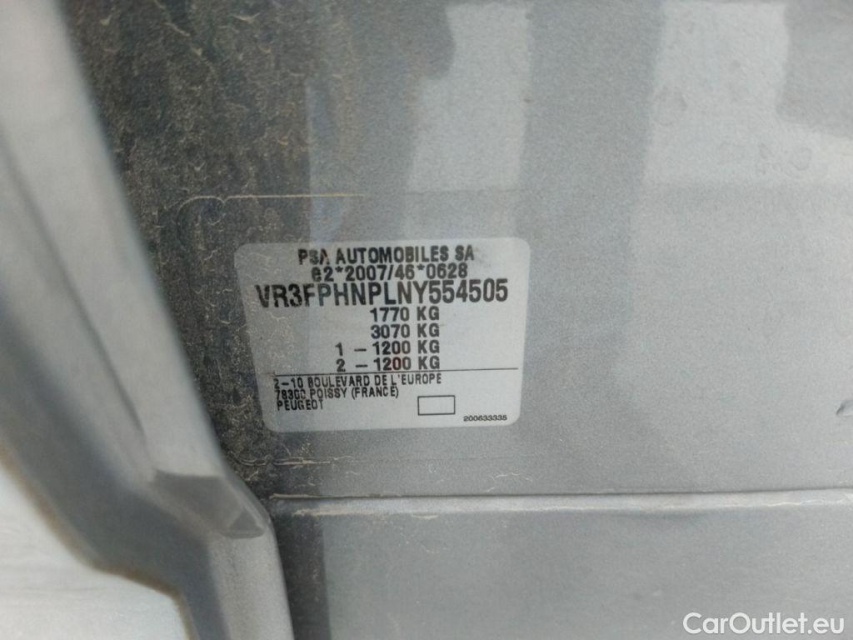 PSA AUTOMOBILES SA
e2*2007/46*0628
VR3FPHNPLNY554505
1770 KG
3070 KG
1 - 1200 KG
2 - 1200 KG
2-10 BOULEVARD DE L'EUROPE
78300 POISSY (FRANCE)
PEUGEOT
200633335
CarOutlet.eu